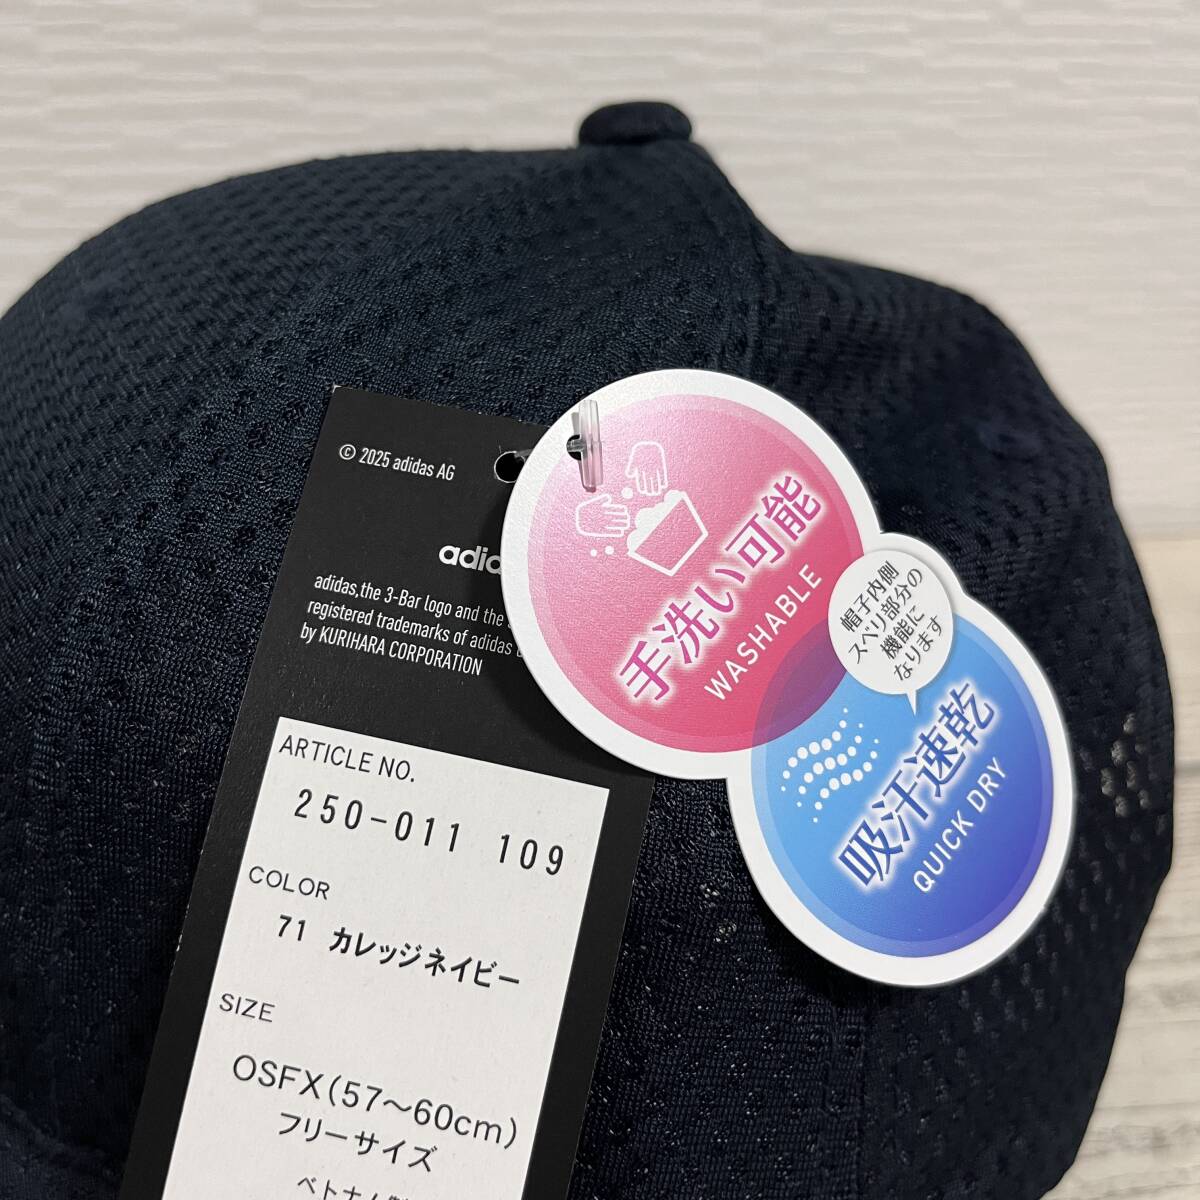 © 2025 adidas AG
adidas,the 3-Bar logo and the
registered trademarks of adidas
by KURIHARA CORPORATION
ARTICLE NO.
250-011 109
COLOR
71 カレッジネイビー
SIZE
OSFX(57～60cm)
フリーサイズ
手洗い可能
WASHABLE
帽子内側
スベリ部分の
機能に
なります
吸汗速乾
QUICK DRY